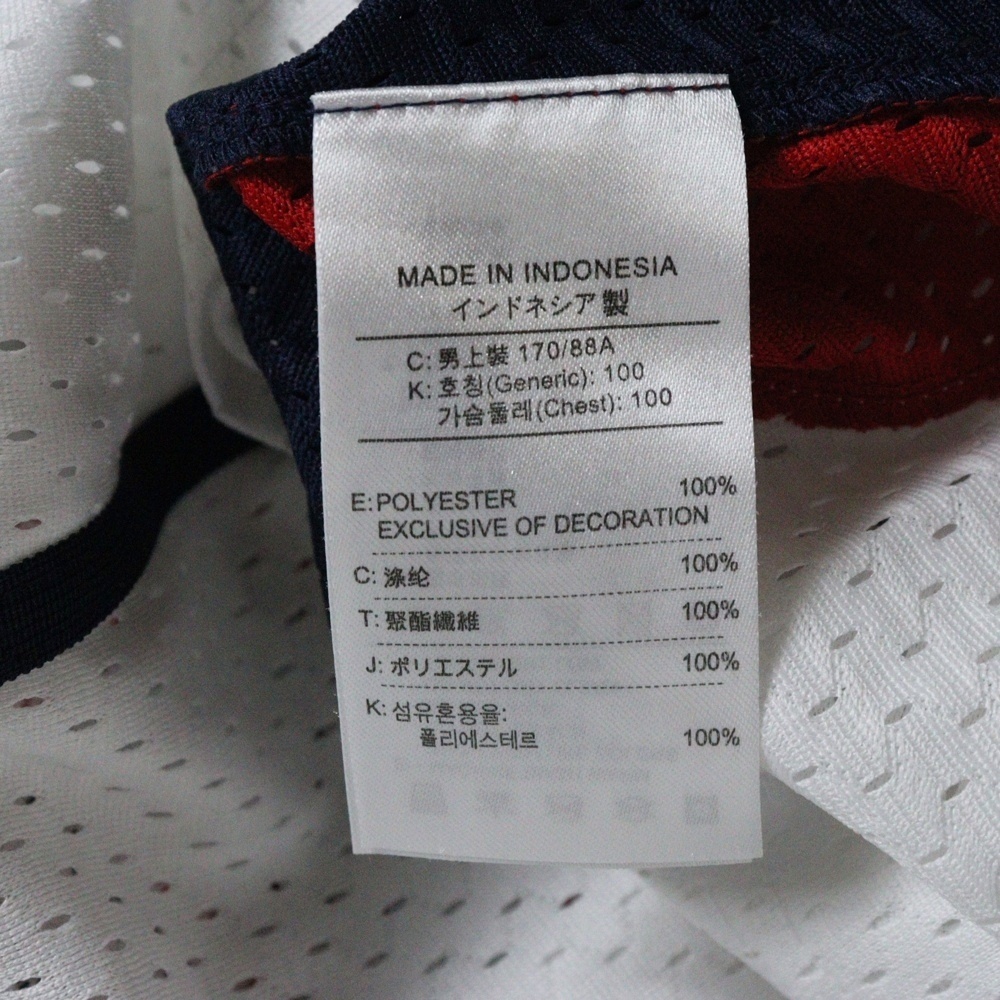 MADE IN INDONESIA
インドネシア製
C: 男上裝 170/88A
K: 호칭(Generic): 100
가슴둘레(Chest): 100
E: POLYESTER 100%
EXCLUSIVE OF DECORATION
C: 涤纶 100%
T: 聚酯纖維 100%
J: ポリエステル 100%
K: 섬유혼용율:
폴리에스테르 100%